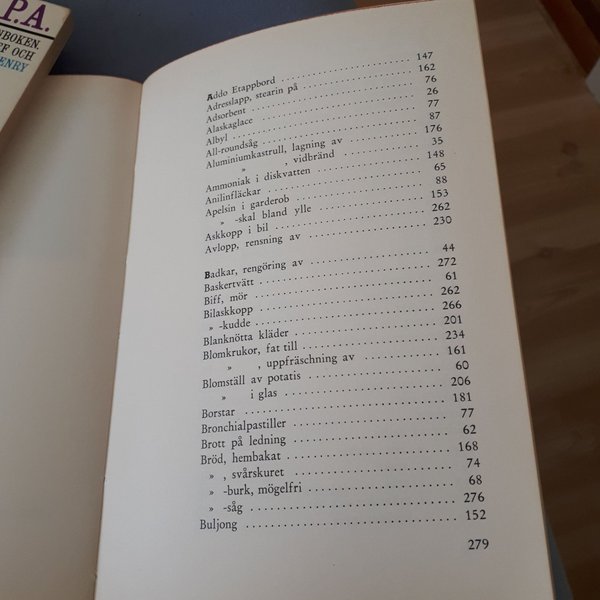 P.A.
NBOKEN.
FF OCH
ENRY
Addo Etappbord 147
Adresslapp, stearin på 162
Adsorbent 76
Alaskaglace 26
Albyl 77
All-roundsåg 87
Aluminiumkastrull, lagning av 176
» , vidbränd 35
Ammoniak i diskvatten 148
Anilinfläckar 65
Apelsin i garderob 88
» -skal bland ylle 153
Askkopp i bil 262
Avlopp, rensning av 230
Badkar, rengöring av 44
Baskertvätt 272
Biff, mör 61
Bilaskkopp 262
» -kudde 266
Blanknötta kläder 201
Blomkrukor, fat till 234
» , uppfräschning av 161
Blomställ av potatis 60
» i glas 206
Borstar 181
Bronchialpastiller 77
Brott på ledning 62
Bröd, hembakat 168
» , svårskuret 74
» -burk, mögelfri 68
» -såg 276
Buljong 152
279